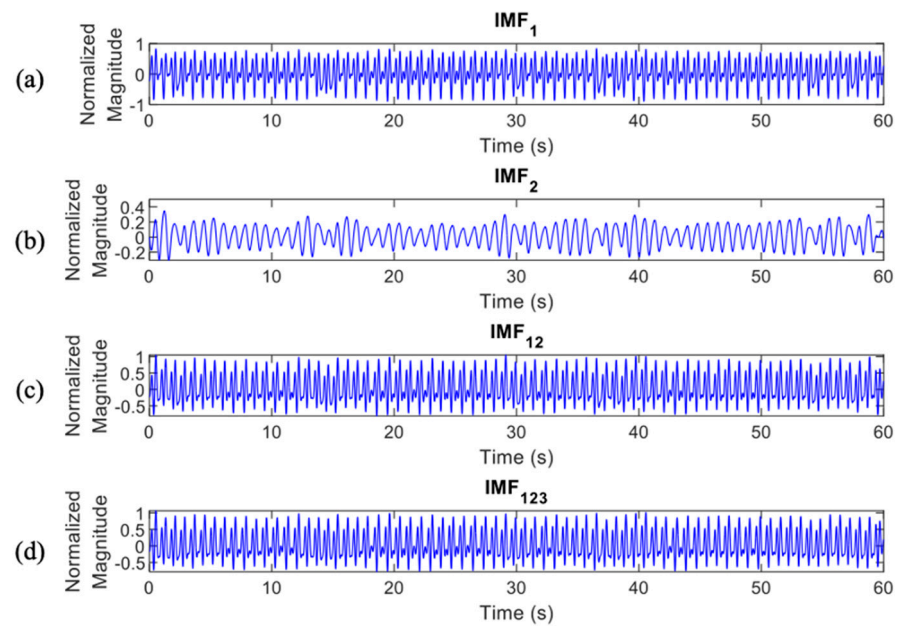 IMF1
(a)
Normalized
Magnitude
1
0
-1
0 10 20 30 40 50 60
Time (s)
IMF2
(b)
Normalized
Magnitude
0.4
0.2
0
-0.2
0 10 20 30 40 50 60
Time (s)
IMF12
(c)
Normalized
Magnitude
1
0.5
0
-0.5
0 10 20 30 40 50 60
Time (s)
IMF123
(d)
Normalized
Magnitude
1
0.5
0
-0.5
0 10 20 30 40 50 60
Time (s)